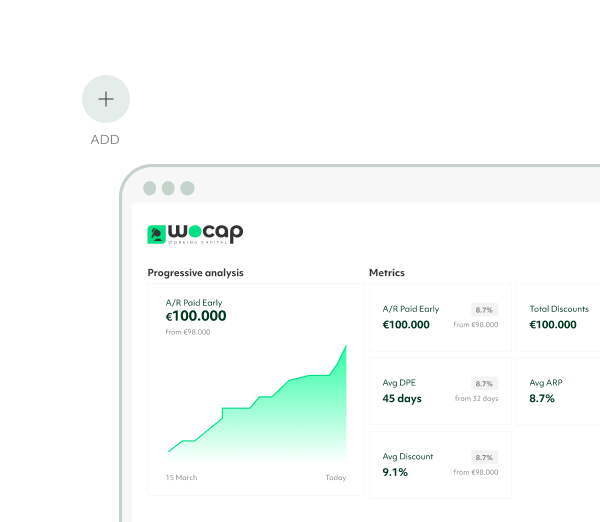 ADD
wocap
WORKING CAPITAL
Progressive analysis
Metrics
A/R Paid Early
€100.000
from €98.000
15 March
Today
A/R Paid Early
8.7%
€100.000
from €98.000
Total Discounts
€100.000
Avg DPE
8.7%
45 days
from 32 days
Avg ARP
8.7%
Avg Discount
8.7%
9.1%
from €98.000